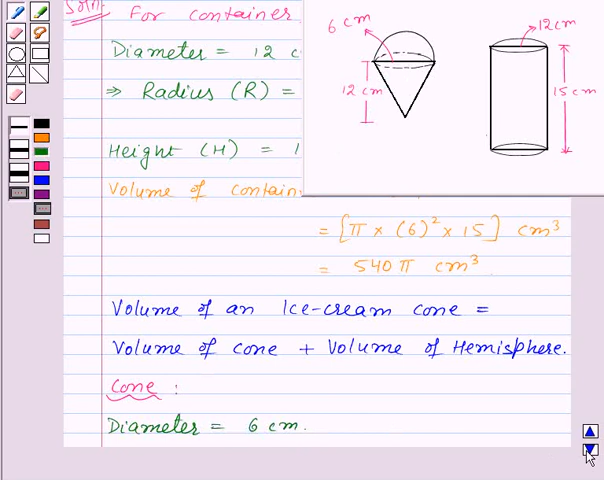 Soln:
For container
Diameter = 12 c
⇒ Radius (R) =
Height (H) = 1
Volume of contain
= [π × (6)² × 15] cm³
= 540 π cm³.
Volume of an Ice-cream cone =
Volume of cone + Volume of Hemisphere.
Cone :
Diameter = 6 cm.
6 cm
12 cm
12 cm
15 cm